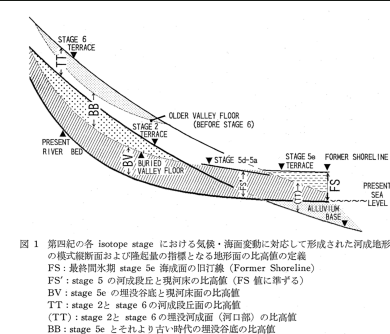 STAGE 6
TERRACE
TT
OLDER VALLEY FLOOR
(BEFORE STAGE 6)
BB
STAGE 2
TERRACE
BV
BURIED
VALLEY FLOOR
PRESENT
RIVER BED
STAGE 5d-5a
FS'
STAGE 5e
TERRACE
FORMER SHORELINE
FS
(TT)
PRESENT
SEA
LEVEL
ALLUVIUM
BASE
図 1 第四紀の各 isotope stage における気候・海面変動に対応して形成された河成地形
の模式縦断面および隆起量の指標となる地形面の比高値の定義
FS：最終間氷期 stage 5e 海成面の旧汀線（Former Shoreline）
FS′：stage 5 の河成段丘と現河床の比高値（FS 値に準ずる）
BV：stage 5e の埋没谷底と現河床面の比高値
TT：stage 2 と stage 6 の河成段丘面の比高値
(TT)：stage 2 と stage 6 の埋没河成面（河口部）の比高値
BB：stage 5e とそれより古い時代の埋没谷底の比高値